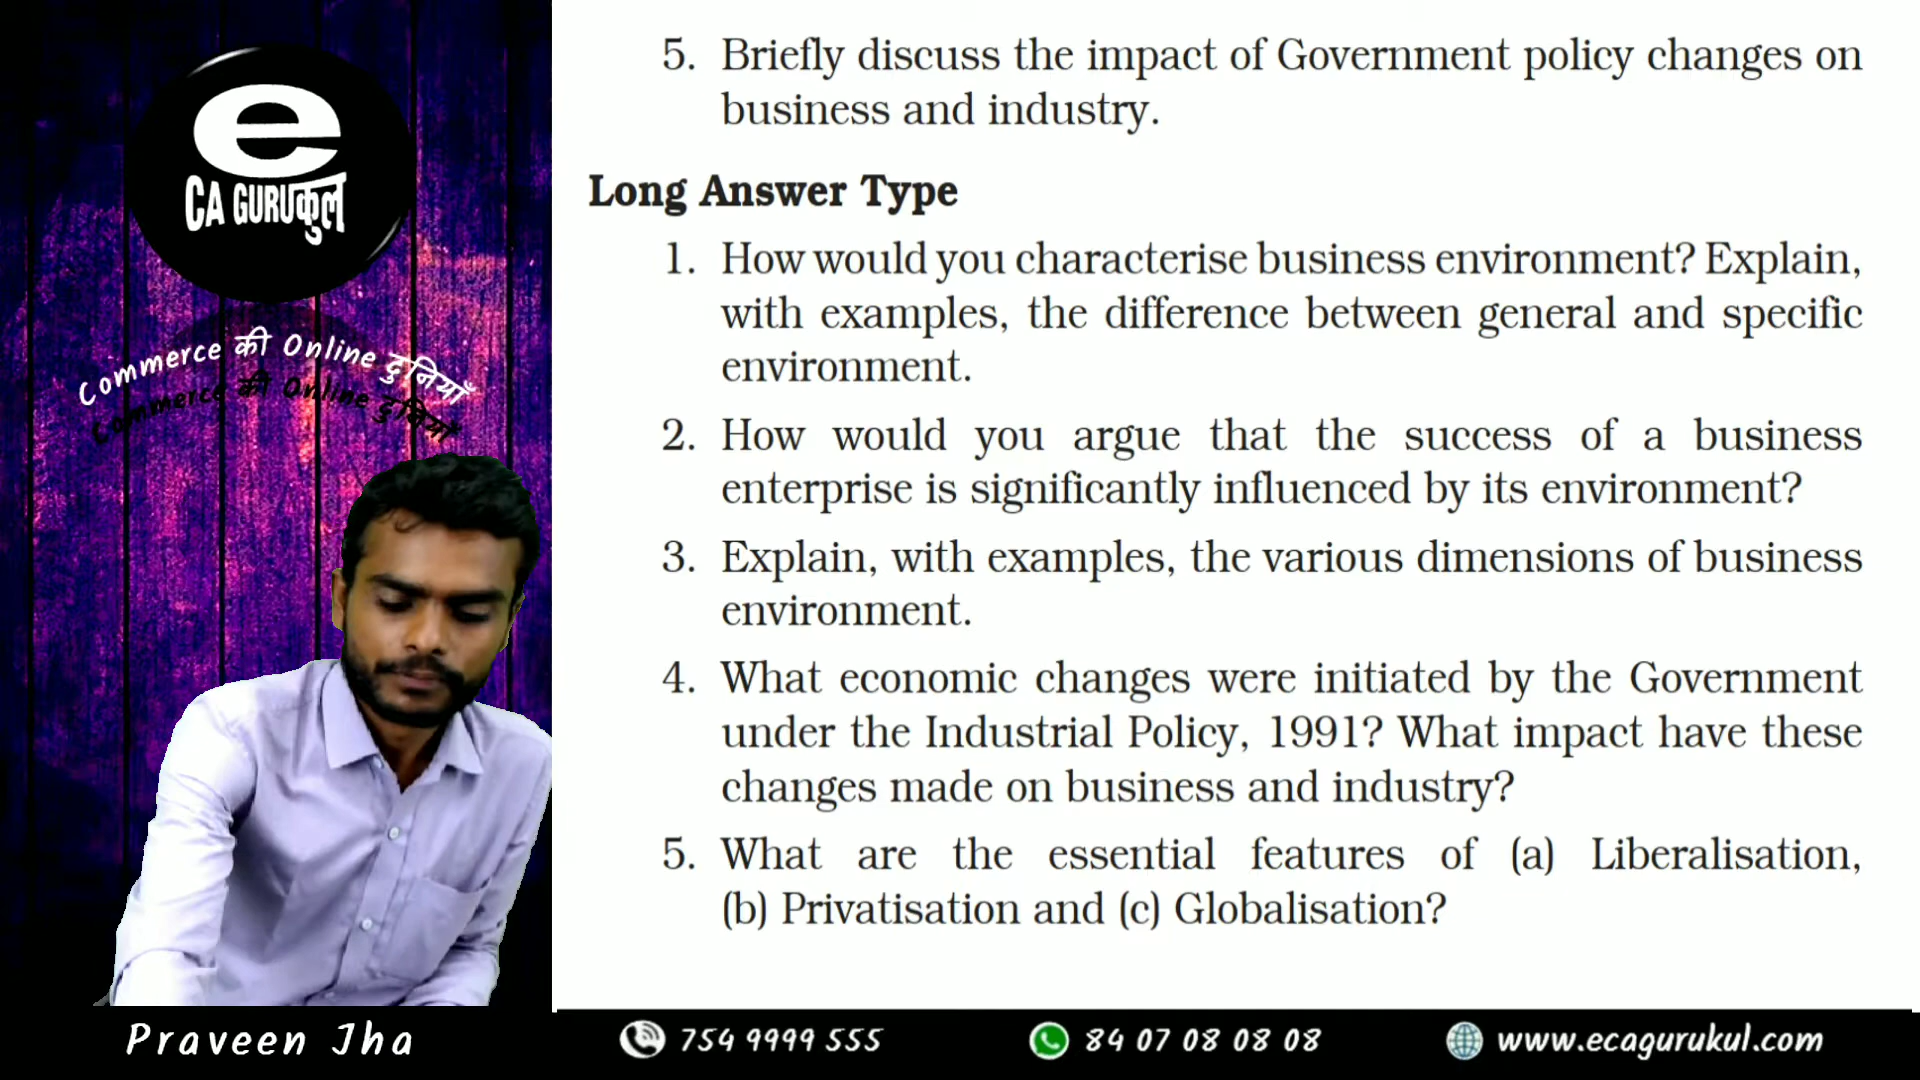 e
CA GURUकुल
Commerce की Online दुनियाँ
Commerce की Online दुनियाँ
5. Briefly discuss the impact of Government policy changes on
business and industry.
Long Answer Type
1. How would you characterise business environment? Explain,
with examples, the difference between general and specific
environment.
2. How would you argue that the success of a business
enterprise is significantly influenced by its environment?
3. Explain, with examples, the various dimensions of business
environment.
4. What economic changes were initiated by the Government
under the Industrial Policy, 1991? What impact have these
changes made on business and industry?
5. What are the essential features of (a) Liberalisation,
(b) Privatisation and (c) Globalisation?
Praveen Jha
754 9999 555
84 07 08 08 08
www.ecagurukul.com